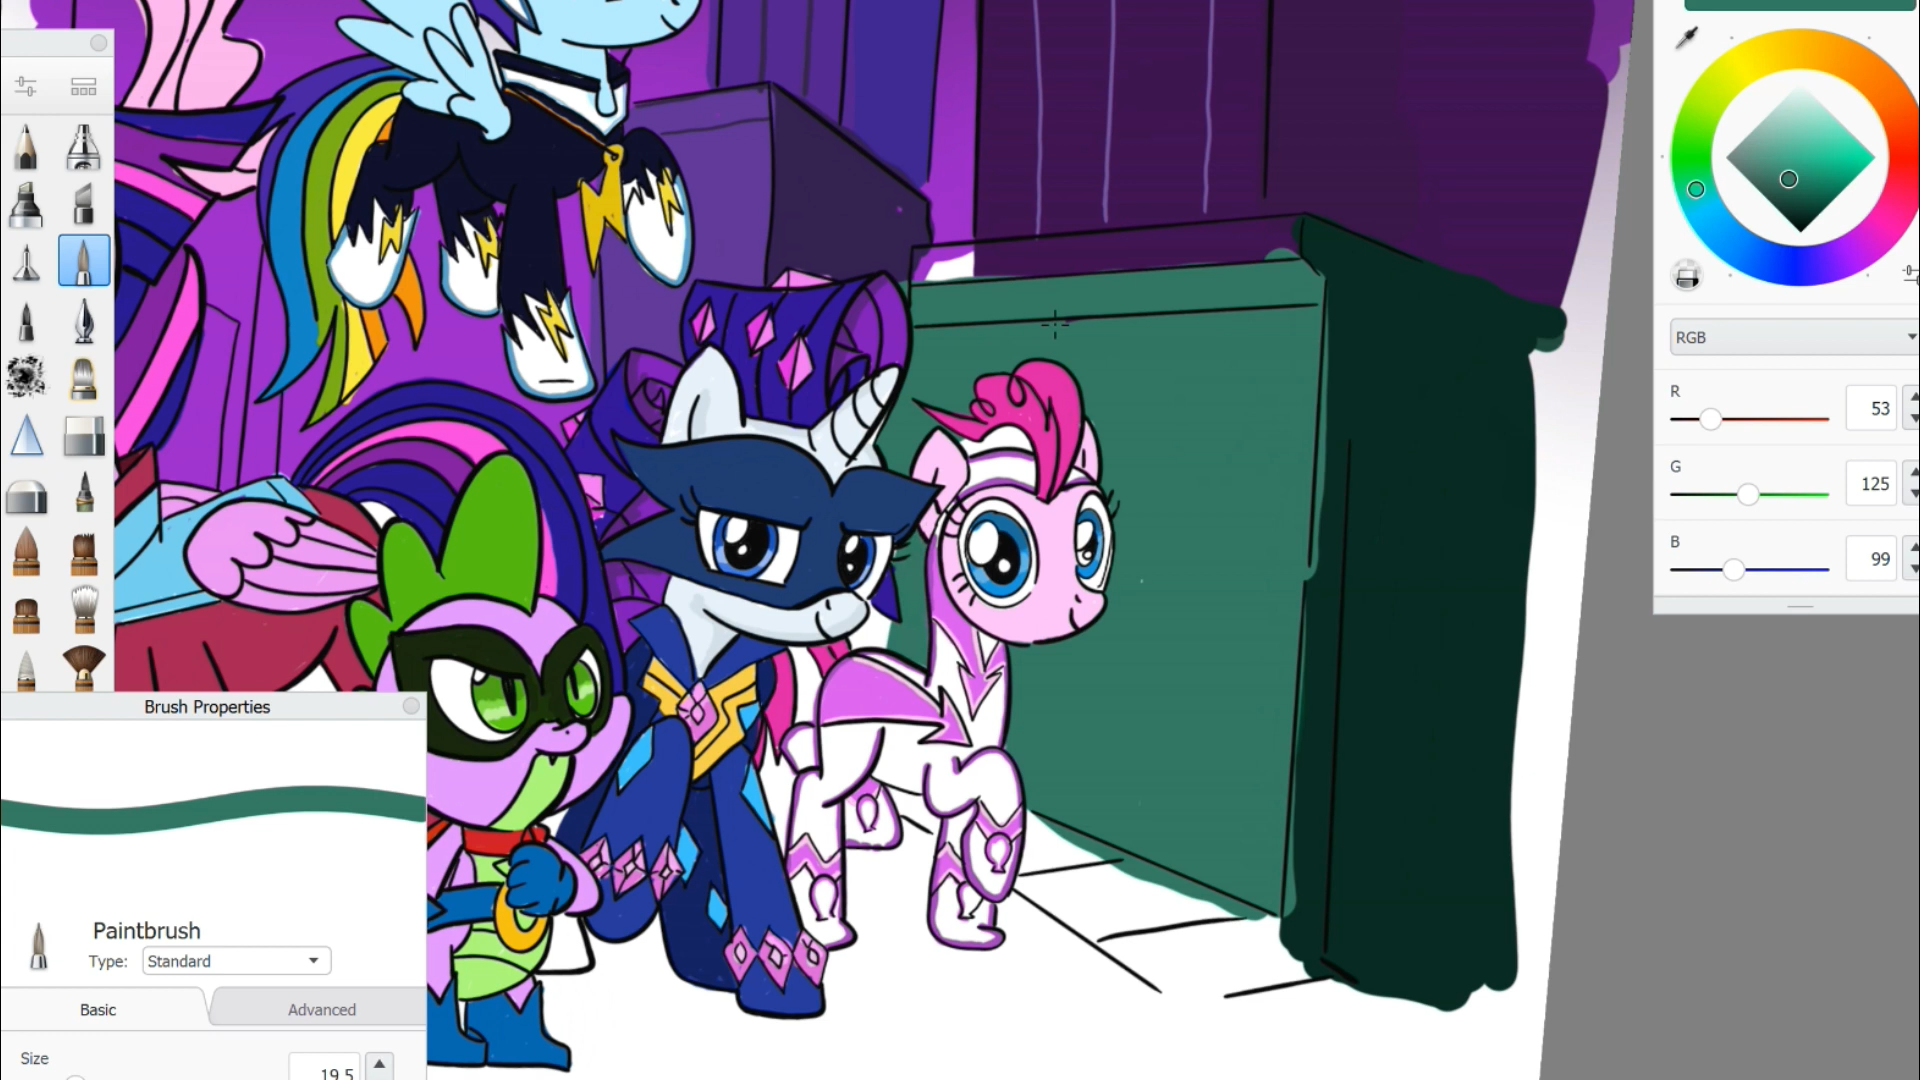 RGB
R
53
G
125
B
99
Brush Properties
Paintbrush
Type: Standard
Basic
Advanced
Size
19.5